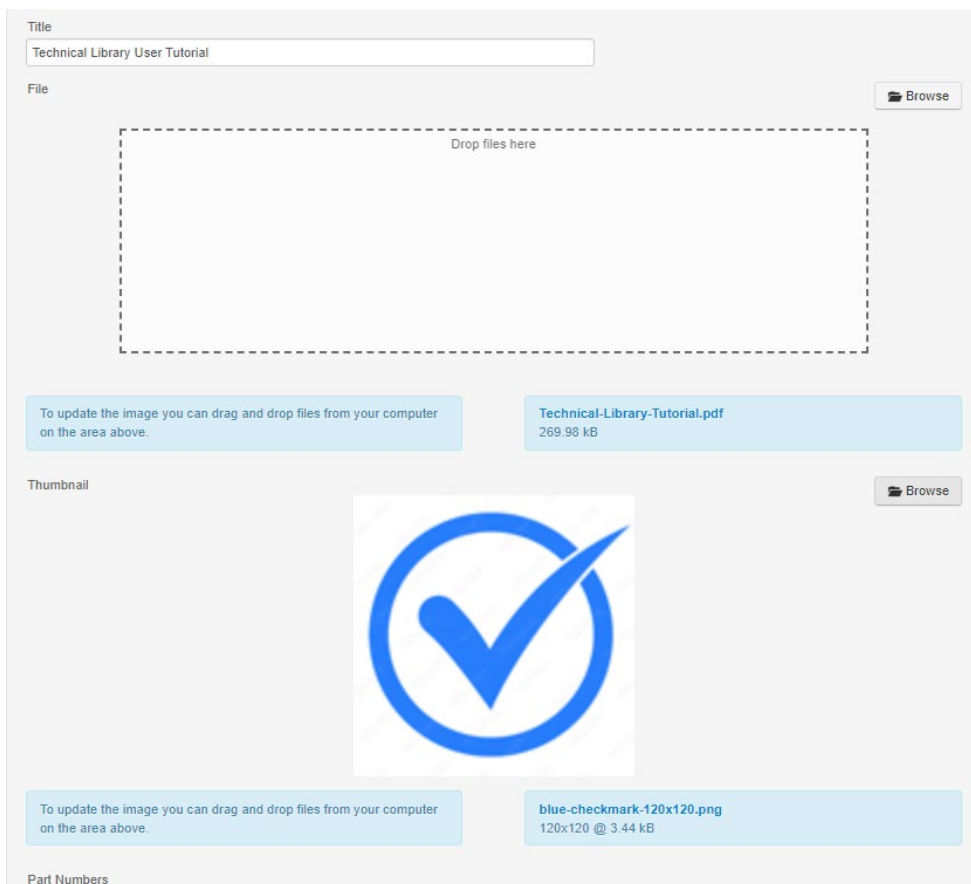 Title
Technical Library User Tutorial
File
Browse
Drop files here
To update the image you can drag and drop files from your computer
on the area above.
Technical-Library-Tutorial.pdf
269.98 kB
Thumbnail
Browse
To update the image you can drag and drop files from your computer
on the area above.
blue-checkmark-120x120.png
120x120 @ 3.44 kB
Part Numbers